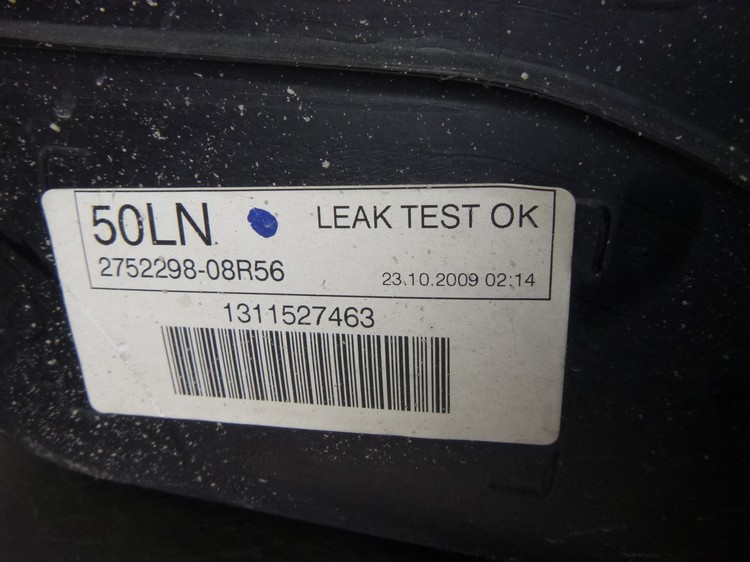 50LN LEAK TEST OK
2752298-08R56 23.10.2009 02:14
1311527463